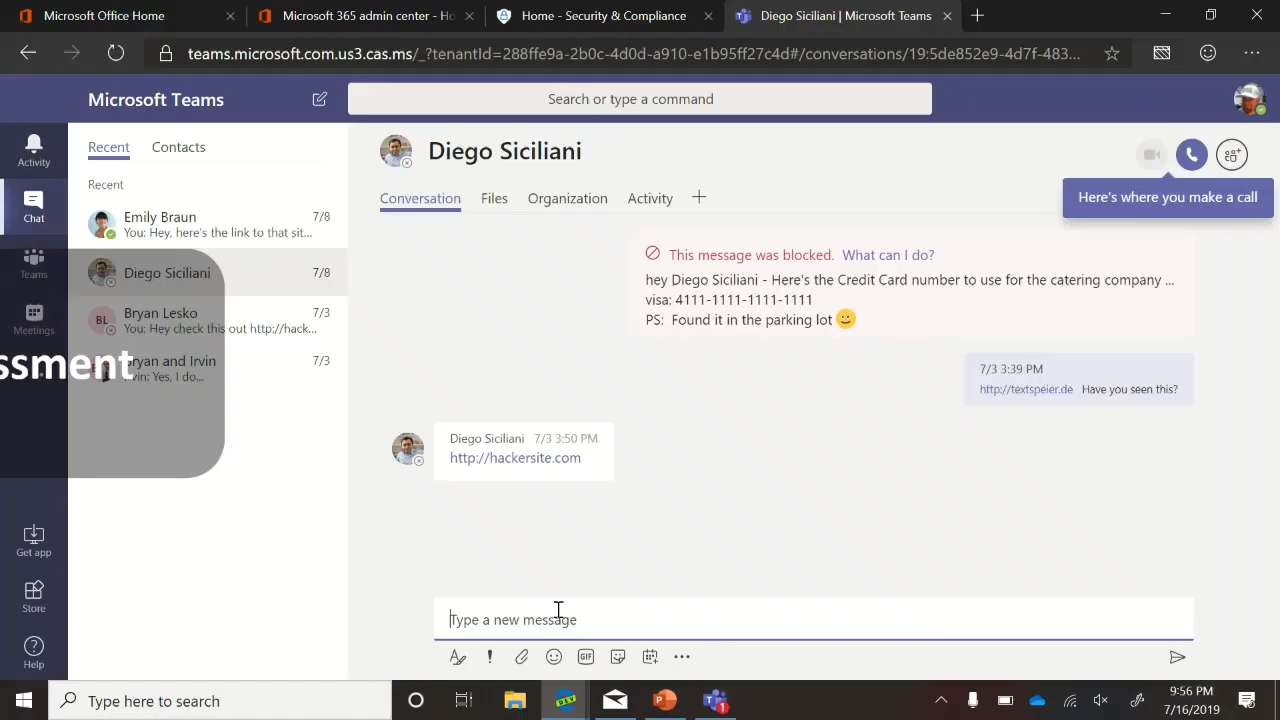 Microsoft Office Home
Microsoft 365 admin center - Ho
Home - Security & Compliance
Diego Siciliani | Microsoft Teams
teams.microsoft.com.us3.cas.ms/_?tenantId=288ffe9a-2b0c-4d0d-a910-e1b95ff27c4d#/conversations/19:5de852e9-4d7f-483...
Microsoft Teams
Search or type a command
Activity
Chat
Teams
Meetings
Get app
Store
Help
Recent
Contacts
Recent
Emily Braun 7/8
You: Hey, here's the link to that sit...
Diego Siciliani 7/8
BL
Bryan Lesko 7/3
You: Hey check this out http://hack...
Bryan and Irvin 7/3
Irvin: Yes, I do...
ssment
Diego Siciliani
Conversation Files Organization Activity
Here's where you make a call
This message was blocked. What can I do?
hey Diego Siciliani - Here's the Credit Card number to use for the catering company ...
visa: 4111-1111-1111-1111
PS: Found it in the parking lot
7/3 3:39 PM
http://textspeier.de Have you seen this?
Diego Siciliani 7/3 3:50 PM
http://hackersite.com
Type a new message
GIF
Type here to search
DEV
1
9:56 PM
7/16/2019